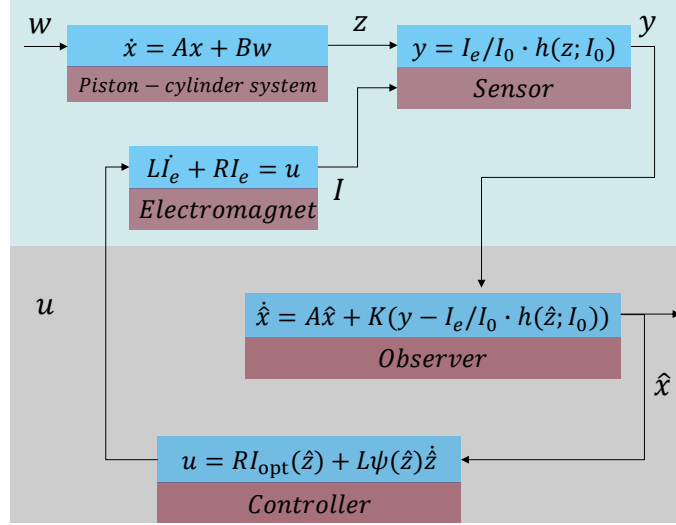 w
ẋ = Ax + Bw
Piston − cylinder system
z
y = I_e/I_0 · h(z; I_0)
Sensor
y
Lİ_e + RI_e = u
Electromagnet
I
u
x̂̇ = Ax̂ + K(y − I_e/I_0 · h(ẑ; I_0))
Observer
x̂
u = RI_opt(ẑ) + Lψ(ẑ)ẑ̇
Controller